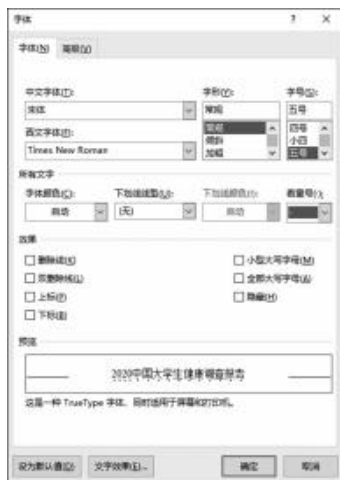 字体 ? ×
字体(N) 高级(V)
中文字体(T): 字形(Y): 字号(S):
宋体 常规 五号
西文字体(F): 常规 四号
Times New Roman 倾斜 小四
加粗 五号
所有文字
字体颜色(C): 下划线线型(U): 下划线颜色(I): 着重号(·):
自动 (无) 自动
效果
删除线(K) 小型大写字母(M)
双删除线(L) 全部大写字母(A)
上标(P) 隐藏(H)
下标(B)
预览
2020中国大学生健康调查报告
这是一种 TrueType 字体，同时适用于屏幕和打印机。
设为默认值(D) 文字效果(E)... 确定 取消